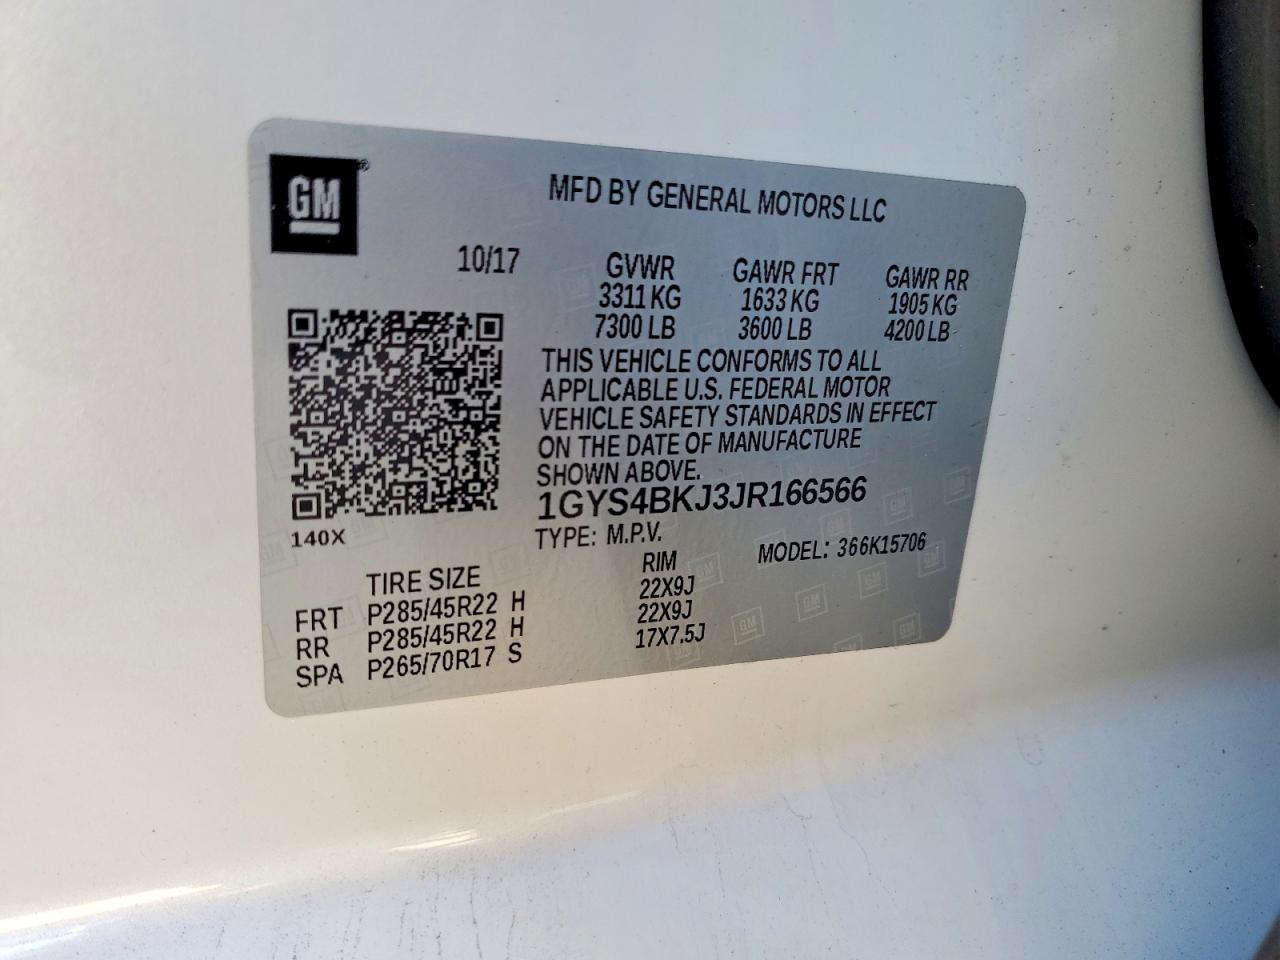 GM®
MFD BY GENERAL MOTORS LLC
10/17
GVWR GAWR FRT GAWR RR
3311 KG 1633 KG 1905 KG
7300 LB 3600 LB 4200 LB
THIS VEHICLE CONFORMS TO ALL
APPLICABLE U.S. FEDERAL MOTOR
VEHICLE SAFETY STANDARDS IN EFFECT
ON THE DATE OF MANUFACTURE
SHOWN ABOVE.
1GYS4BKJ3JR166566
140X
TYPE: M.P.V. MODEL: 366K15706
TIRE SIZE RIM
FRT P285/45R22 H 22X9J
RR P285/45R22 H 22X9J
SPA P265/70R17 S 17X7.5J